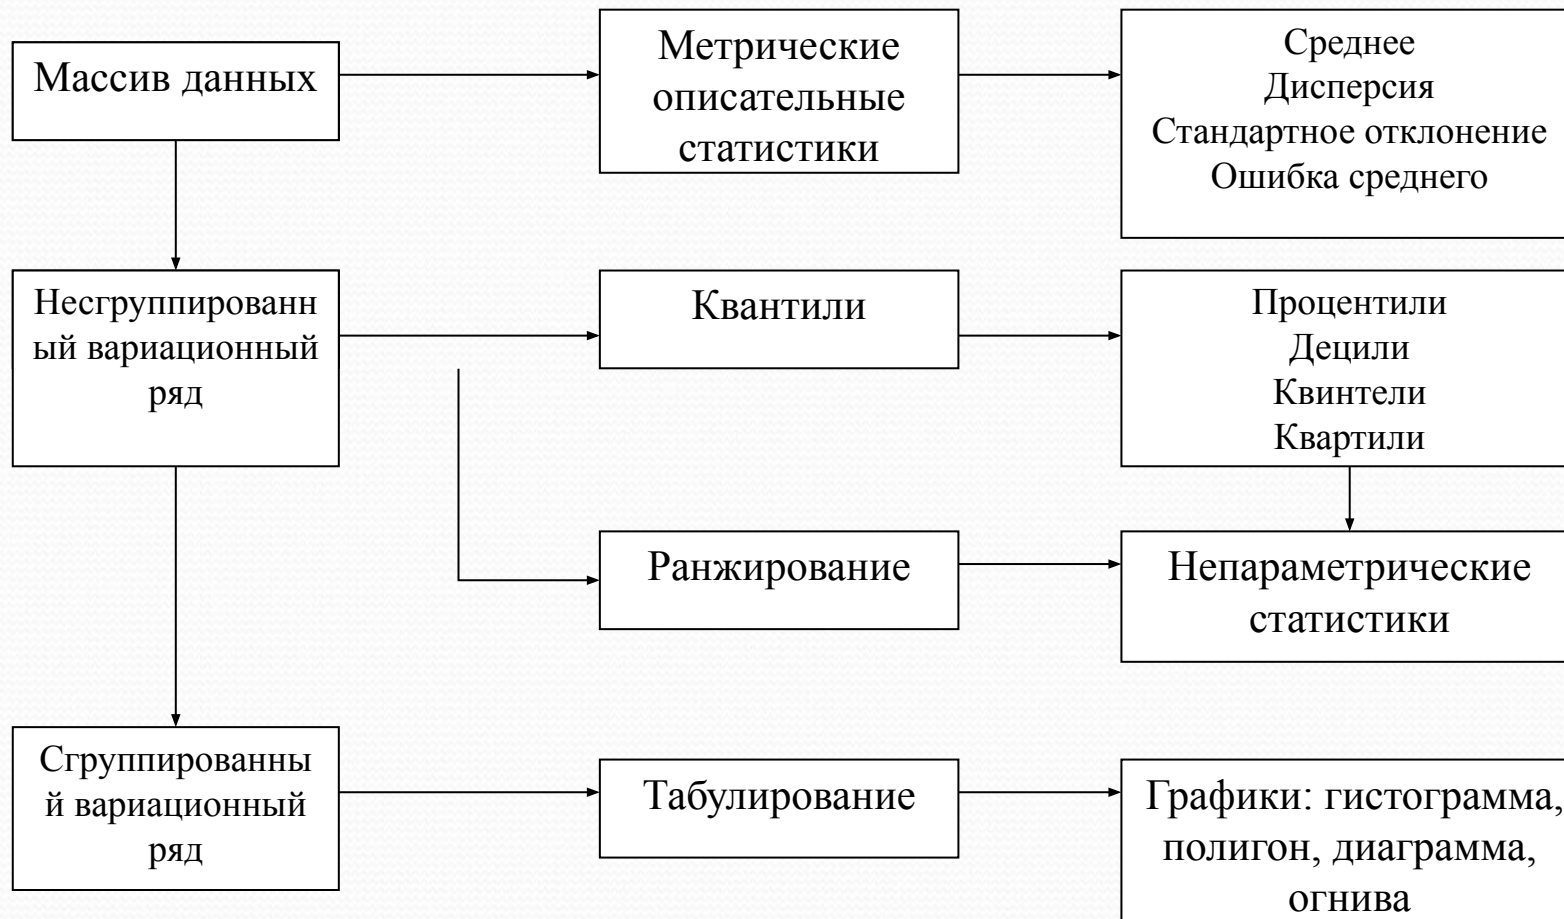 Массив данных
Метрические
описательные
статистики
Среднее
Дисперсия
Стандартное отклонение
Ошибка среднего
Несгруппированн
ый вариационный
ряд
Квантили
Процентили
Децили
Квинтели
Квартили
Ранжирование
Непараметрические
статистики
Сгруппированны
й вариационный
ряд
Табулирование
Графики: гистограмма,
полигон, диаграмма,
огнива